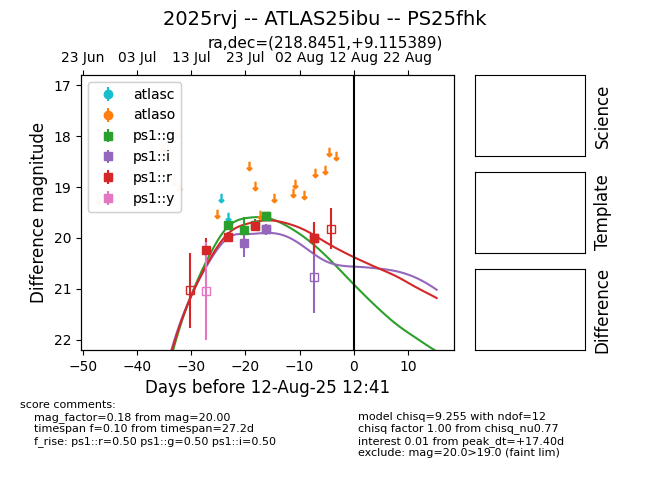 2025rvj -- ATLAS25ibu -- PS25fhk
ra,dec=(218.8451,+9.115389)
23 Jun 03 Jul 13 Jul 23 Jul 02 Aug 12 Aug 22 Aug
17
18
19
20
21
22
Difference magnitude
atlasc
atlaso
ps1::g
ps1::i
ps1::r
ps1::y
−50 −40 −30 −20 −10 0 10
Days before 12-Aug-25 12:41
Science
Template
Difference
score comments:
mag_factor=0.18 from mag=20.00
timespan f=0.10 from timespan=27.2d
f_rise: ps1::r=0.50 ps1::g=0.50 ps1::i=0.50
model chisq=9.255 with ndof=12
chisq factor 1.00 from chisq_nu0.77
interest 0.01 from peak_dt=+17.40d
exclude: mag=20.0>19.0 (faint lim)